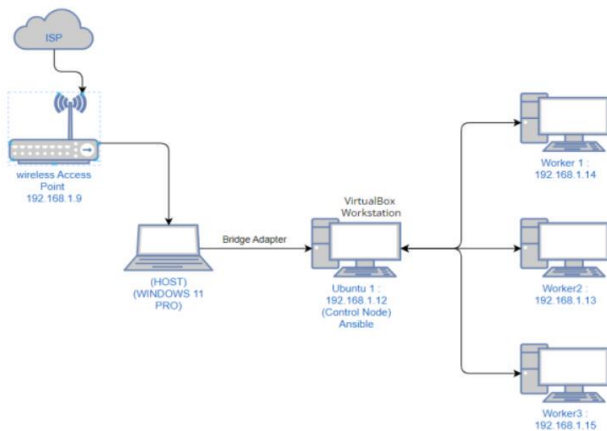 ISP
wireless Access
Point
192.168.1.9
(HOST)
(WINDOWS 11
PRO)
Bridge Adapter
VirtualBox
Workstation
Ubuntu 1 :
192.168.1.12
(Control Node)
Ansible
Worker 1 :
192.168.1.14
Worker2 :
192.168.1.13
Worker3 :
192.168.1.15